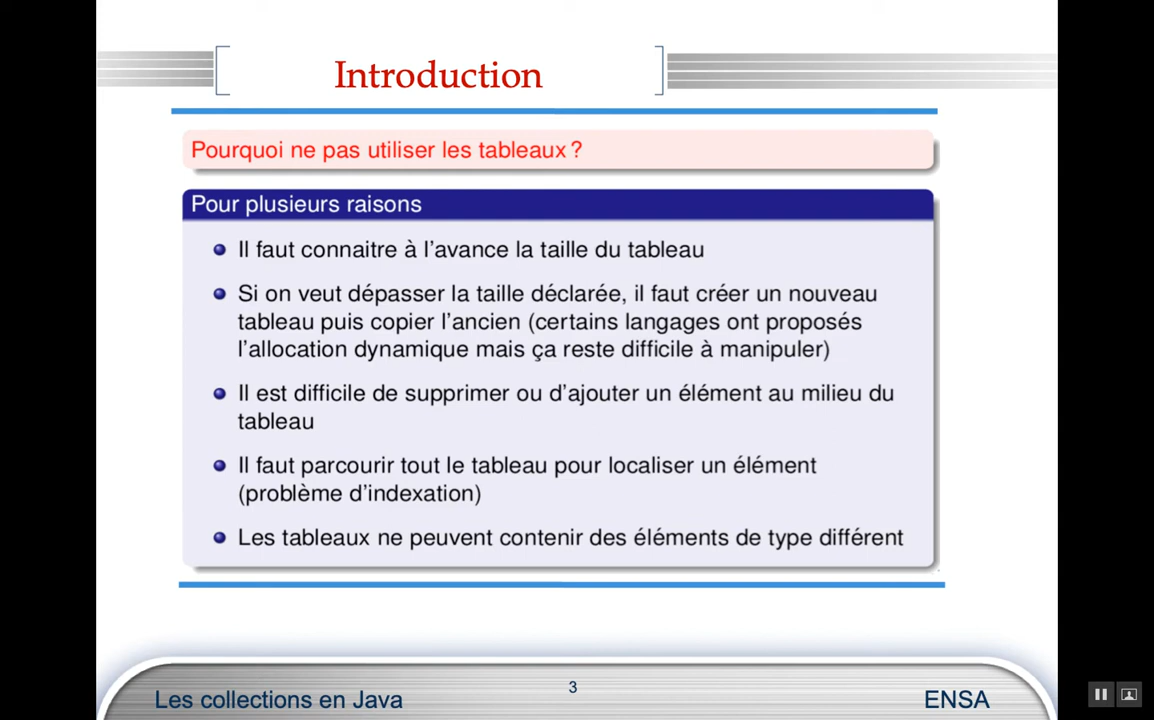 Introduction
Pourquoi ne pas utiliser les tableaux ?
Pour plusieurs raisons
Il faut connaitre à l'avance la taille du tableau
Si on veut dépasser la taille déclarée, il faut créer un nouveau
tableau puis copier l'ancien (certains langages ont proposés
l'allocation dynamique mais ça reste difficile à manipuler)
Il est difficile de supprimer ou d'ajouter un élément au milieu du
tableau
Il faut parcourir tout le tableau pour localiser un élément
(problème d'indexation)
Les tableaux ne peuvent contenir des éléments de type différent
Les collections en Java
3
ENSA